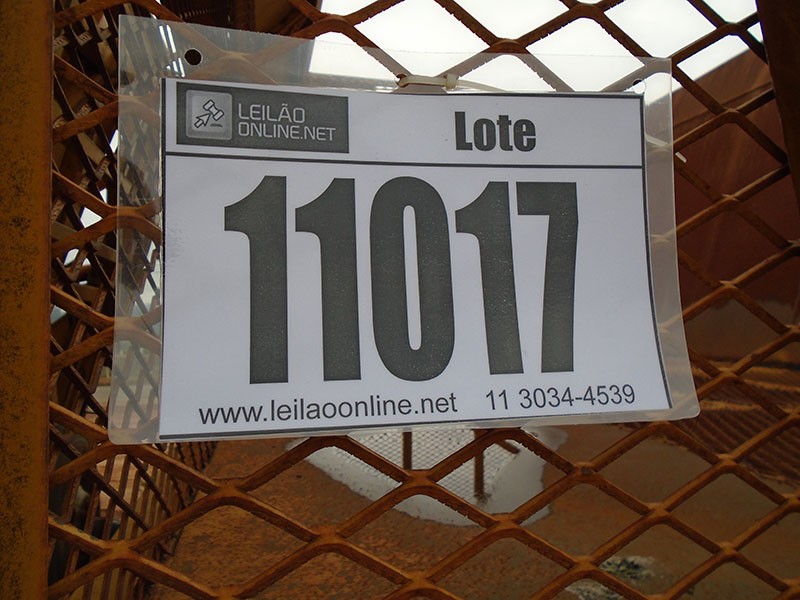 LEILÃO
ONLINE.NET
Lote
11017
www.leilaoonline.net 11 3034-4539